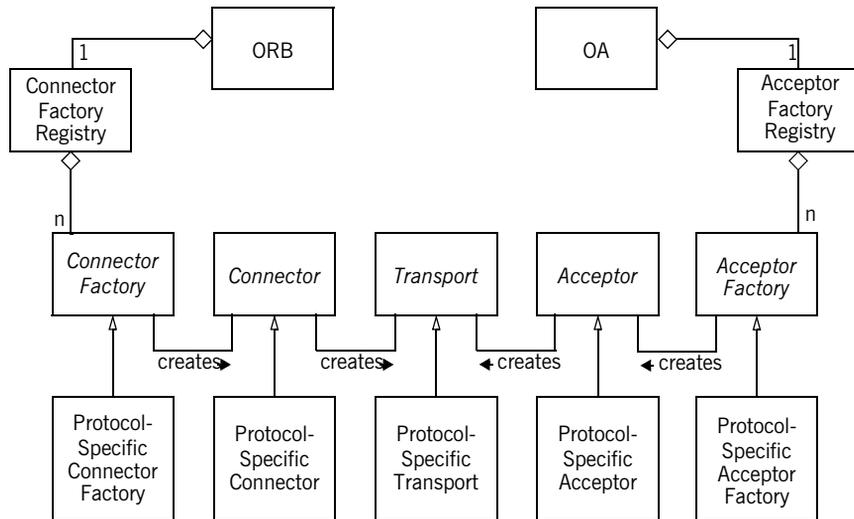 ORB
OA
1
1
Connector
Factory
Registry
Acceptor
Factory
Registry
n
n
Connector
Factory
Connector
Transport
Acceptor
Acceptor
Factory
creates
creates
creates
creates
Protocol-
Specific
Connector
Factory
Protocol-
Specific
Connector
Protocol-
Specific
Transport
Protocol-
Specific
Acceptor
Protocol-
Specific
Acceptor
Factory